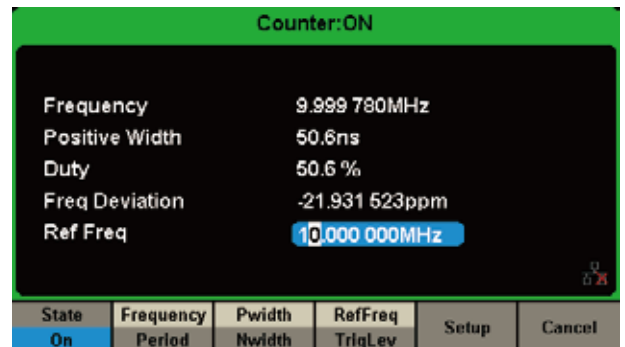 Counter:ON
Frequency 9.999 780MHz
Positive Width 50.6ns
Duty 50.6 %
Freq Deviation -21.931 523ppm
Ref Freq 10.000 000MHz
State Frequency Pwidth RefFreq Setup Cancel
On Period Nwidth TrigLev